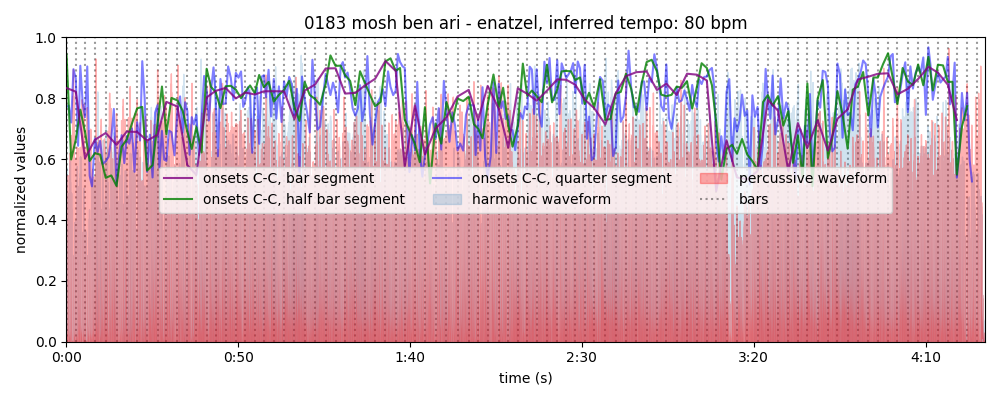 0183 mosh ben ari - enatzel, inferred tempo: 80 bpm
normalized values
1.0
0.8
0.6
0.4
0.2
0.0
onsets C-C, bar segment
onsets C-C, half bar segment
onsets C-C, quarter segment
harmonic waveform
percussive waveform
bars
0:00 0:50 1:40 2:30 3:20 4:10
time (s)